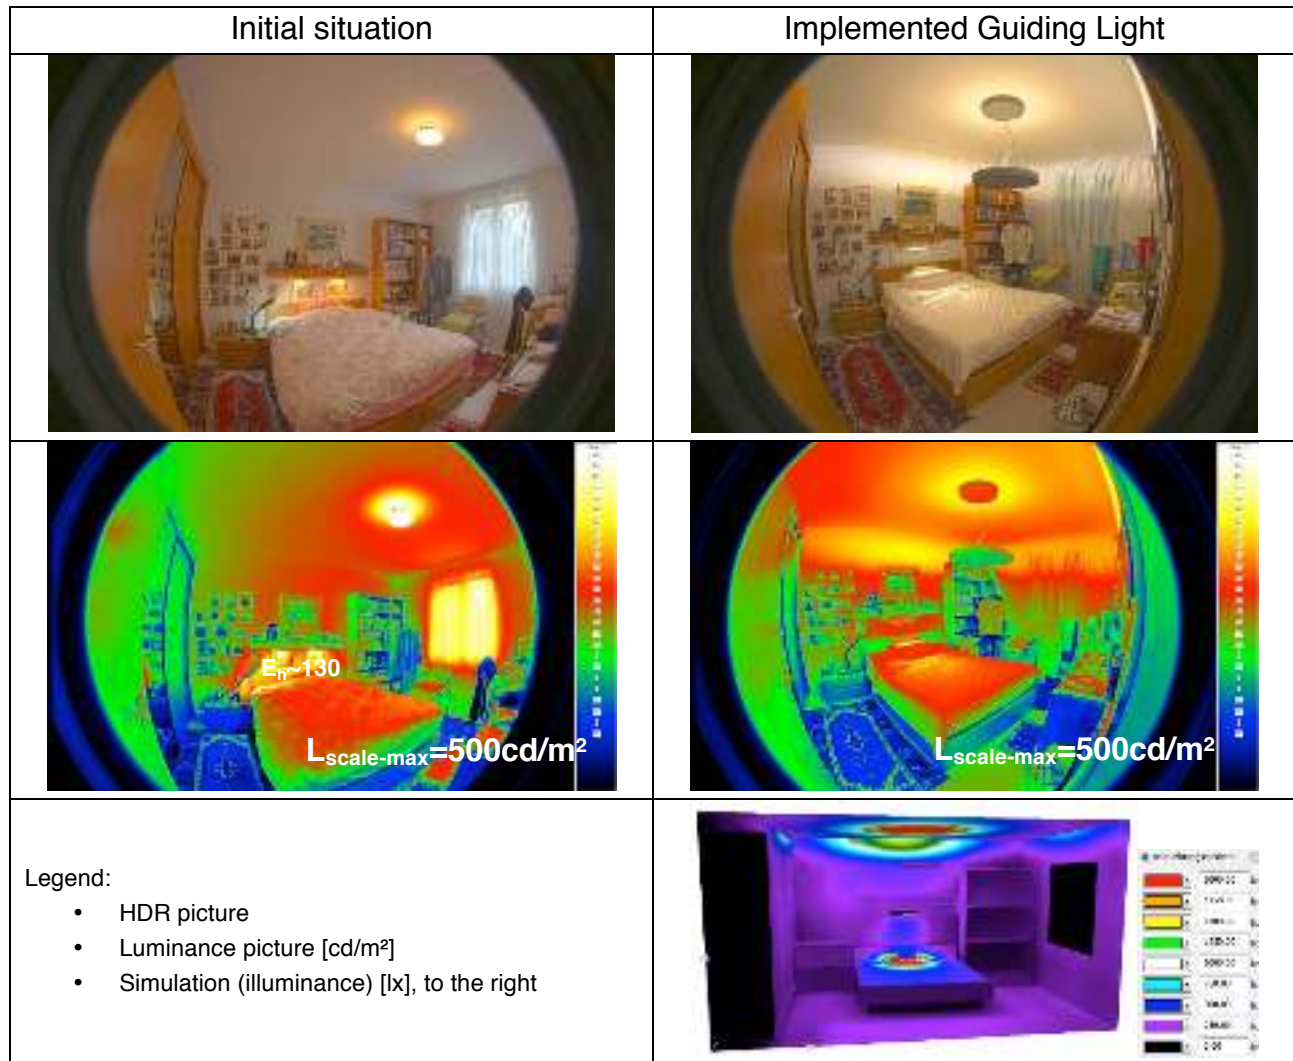 Initial situation
Implemented Guiding Light
Eₕ~130
Lscale-max=500cd/m²
Lscale-max=500cd/m²
Legend:
• HDR picture
• Luminance picture [cd/m²]
• Simulation (illuminance) [lx], to the right